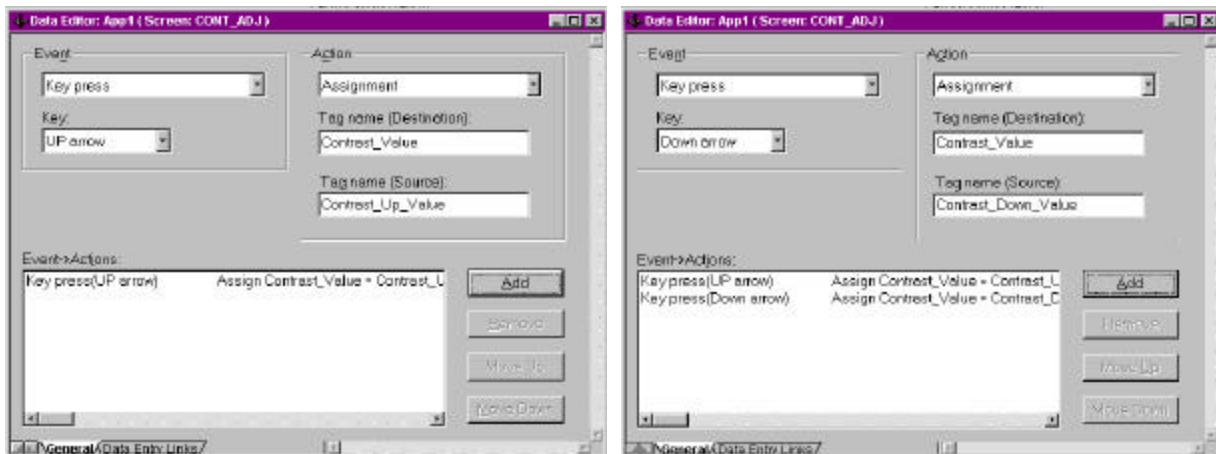 Data Editor: App1 ( Screen: CONT_ADJ )
Event
Key press
Key:
UP arrow
Action
Assignment
Tag name (Destination):
Contrast_Value
Tag name (Source):
Contrast_Up_Value
Event->Actions:
Key press(UP arrow) Assign Contrast_Value = Contrast_U
Add
Remove
Move Up
Move Down
General
Data Entry Links
Data Editor: App1 ( Screen: CONT_ADJ )
Event
Key press
Key:
Down arrow
Action
Assignment
Tag name (Destination):
Contrast_Value
Tag name (Source):
Contrast_Down_Value
Event->Actions:
Key press(UP arrow) Assign Contrast_Value = Contrast_U
Key press(Down arrow) Assign Contrast_Value = Contrast_D
Add
Remove
Move Up
Move Down
General
Data Entry Links